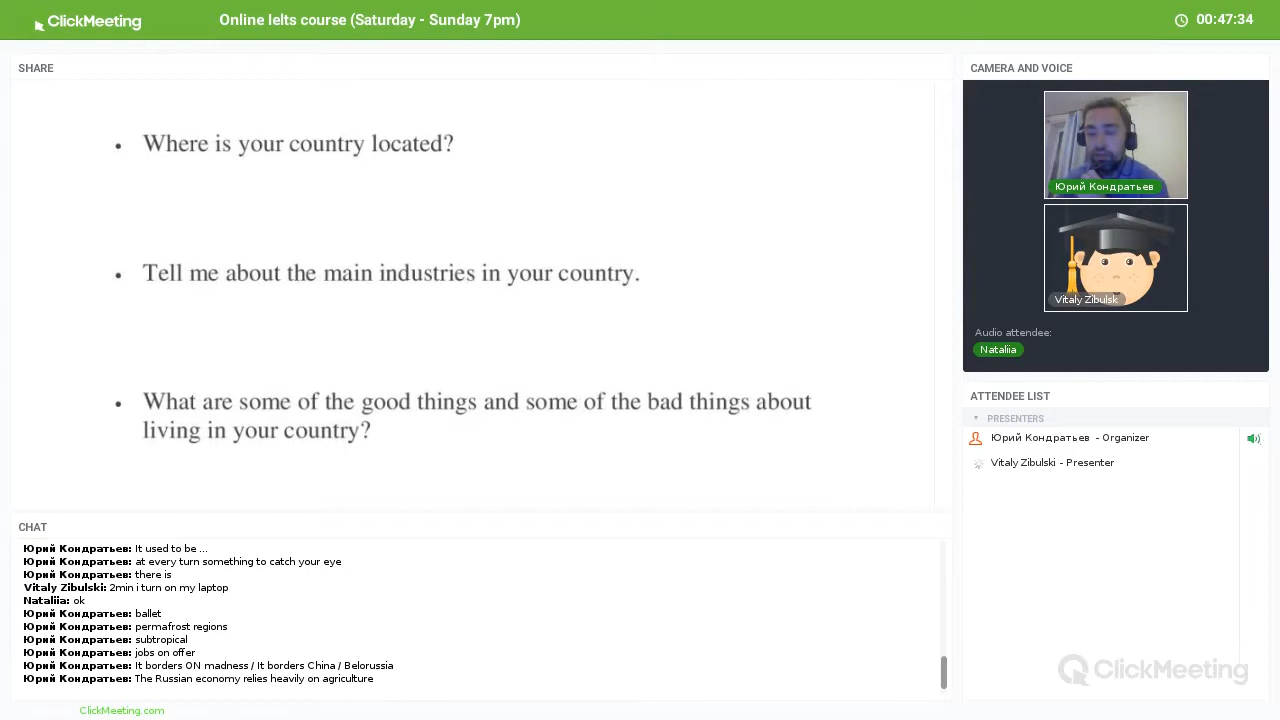 ClickMeeting
Online Ielts course (Saturday - Sunday 7pm)
00:47:34
SHARE
• Where is your country located?
• Tell me about the main industries in your country.
• What are some of the good things and some of the bad things about
living in your country?
CHAT
Юрий Кондратьев: It used to be ...
Юрий Кондратьев: at every turn something to catch your eye
Юрий Кондратьев: there is
Vitaly Zibulski: 2min i turn on my laptop
Nataliia: ok
Юрий Кондратьев: ballet
Юрий Кондратьев: permafrost regions
Юрий Кондратьев: subtropical
Юрий Кондратьев: jobs on offer
Юрий Кондратьев: It borders ON madness / It borders China / Belorussia
Юрий Кондратьев: The Russian economy relies heavily on agriculture
ClickMeeting.com
CAMERA AND VOICE
Юрий Кондратьев
Vitaly Zibulsk
Audio attendee:
Nataliia
ATTENDEE LIST
PRESENTERS
Юрий Кондратьев - Organizer
Vitaly Zibulski - Presenter
ClickMeeting